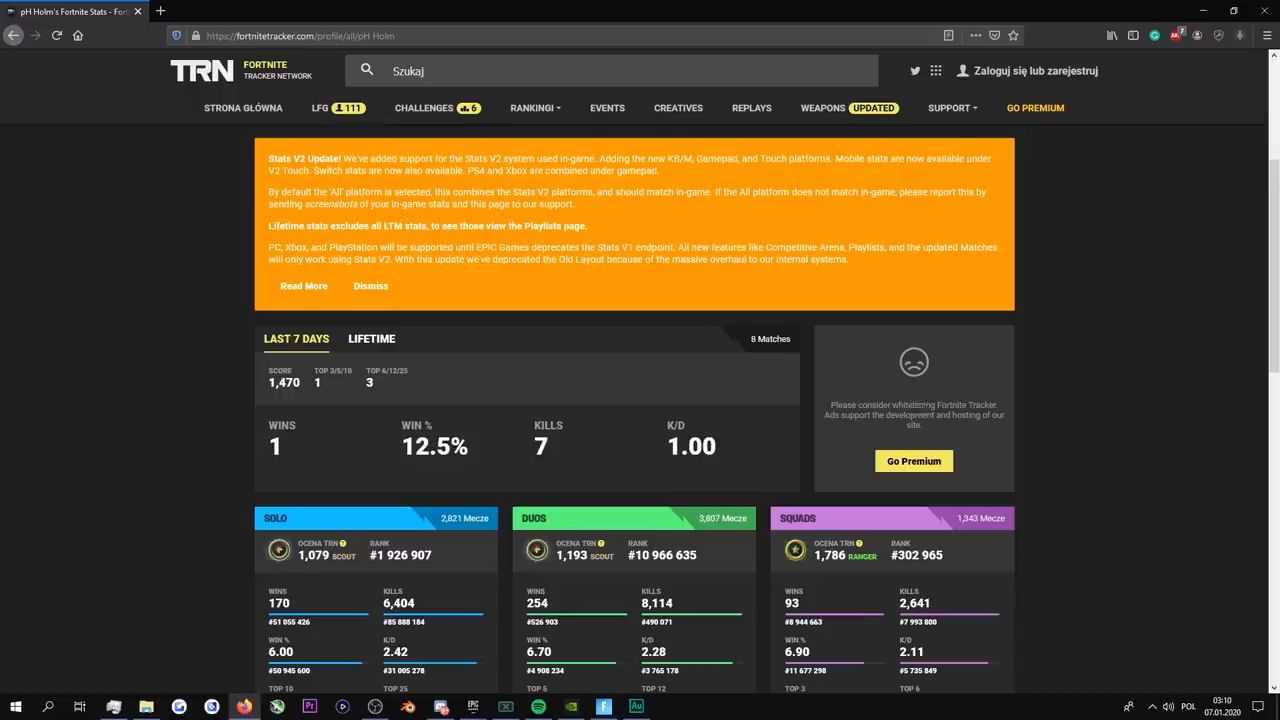 pH Holm's Fortnite Stats - Fort
https://fortnitetracker.com/profile/all/pH Holm
7
TRN FORTNITE TRACKER NETWORK
Szukaj
Zaloguj się lub zarejestruj
STRONA GŁÓWNA LFG 111 CHALLENGES 6 RANKINGI EVENTS CREATIVES REPLAYS WEAPONS UPDATED SUPPORT GO PREMIUM
Stats V2 Update! We've added support for the Stats V2 system used in-game. Adding the new KB/M, Gamepad, and Touch platforms. Mobile stats are now available under
V2 Touch. Switch stats are now also available. PS4 and Xbox are combined under gamepad.
By default the 'All' platform is selected, this combines the Stats V2 platforms, and should match in-game. If the All platform does not match in-game, please report this by
sending screenshots of your in-game stats and this page to our support.
Lifetime stats excludes all LTM stats, to see those view the Playlists page.
PC, Xbox, and PlayStation will be supported until EPIC Games deprecates the Stats V1 endpoint. All new features like Competitive Arena, Playlists, and the updated Matches
will only work using Stats V2. With this update we've deprecated the Old Layout because of the massive overhaul to our internal systems.
Read More Dismiss
LAST 7 DAYS LIFETIME 8 Matches
SCORE TOP 3/5/10 TOP 6/12/25
1,470 1 3
WINS WIN % KILLS K/D
1 12.5% 7 1.00
Please consider whitelisting Fortnite Tracker.
Ads support the development and hosting of our
site.
Go Premium
SOLO 2,821 Mecze
OCENA TRN RANK
1,079 SCOUT #1 926 907
WINS KILLS
170 6,404
#51 055 426 #85 888 184
WIN % K/D
6.00 2.42
#50 945 600 #31 005 278
TOP 10 TOP 25
DUOS 3,807 Mecze
OCENA TRN RANK
1,193 SCOUT #10 966 635
WINS KILLS
254 8,114
#526 903 #490 071
WIN % K/D
6.70 2.28
#4 908 234 #3 765 178
TOP 5 TOP 12
SQUADS 1,343 Mecze
OCENA TRN RANK
1,786 RANGER #302 965
WINS KILLS
93 2,641
#8 944 663 #7 993 800
WIN % K/D
6.90 2.11
#11 677 298 #5 735 849
TOP 3 TOP 6
Pr
EPIC GAMES
Au
POL
03:10
07.01.2020